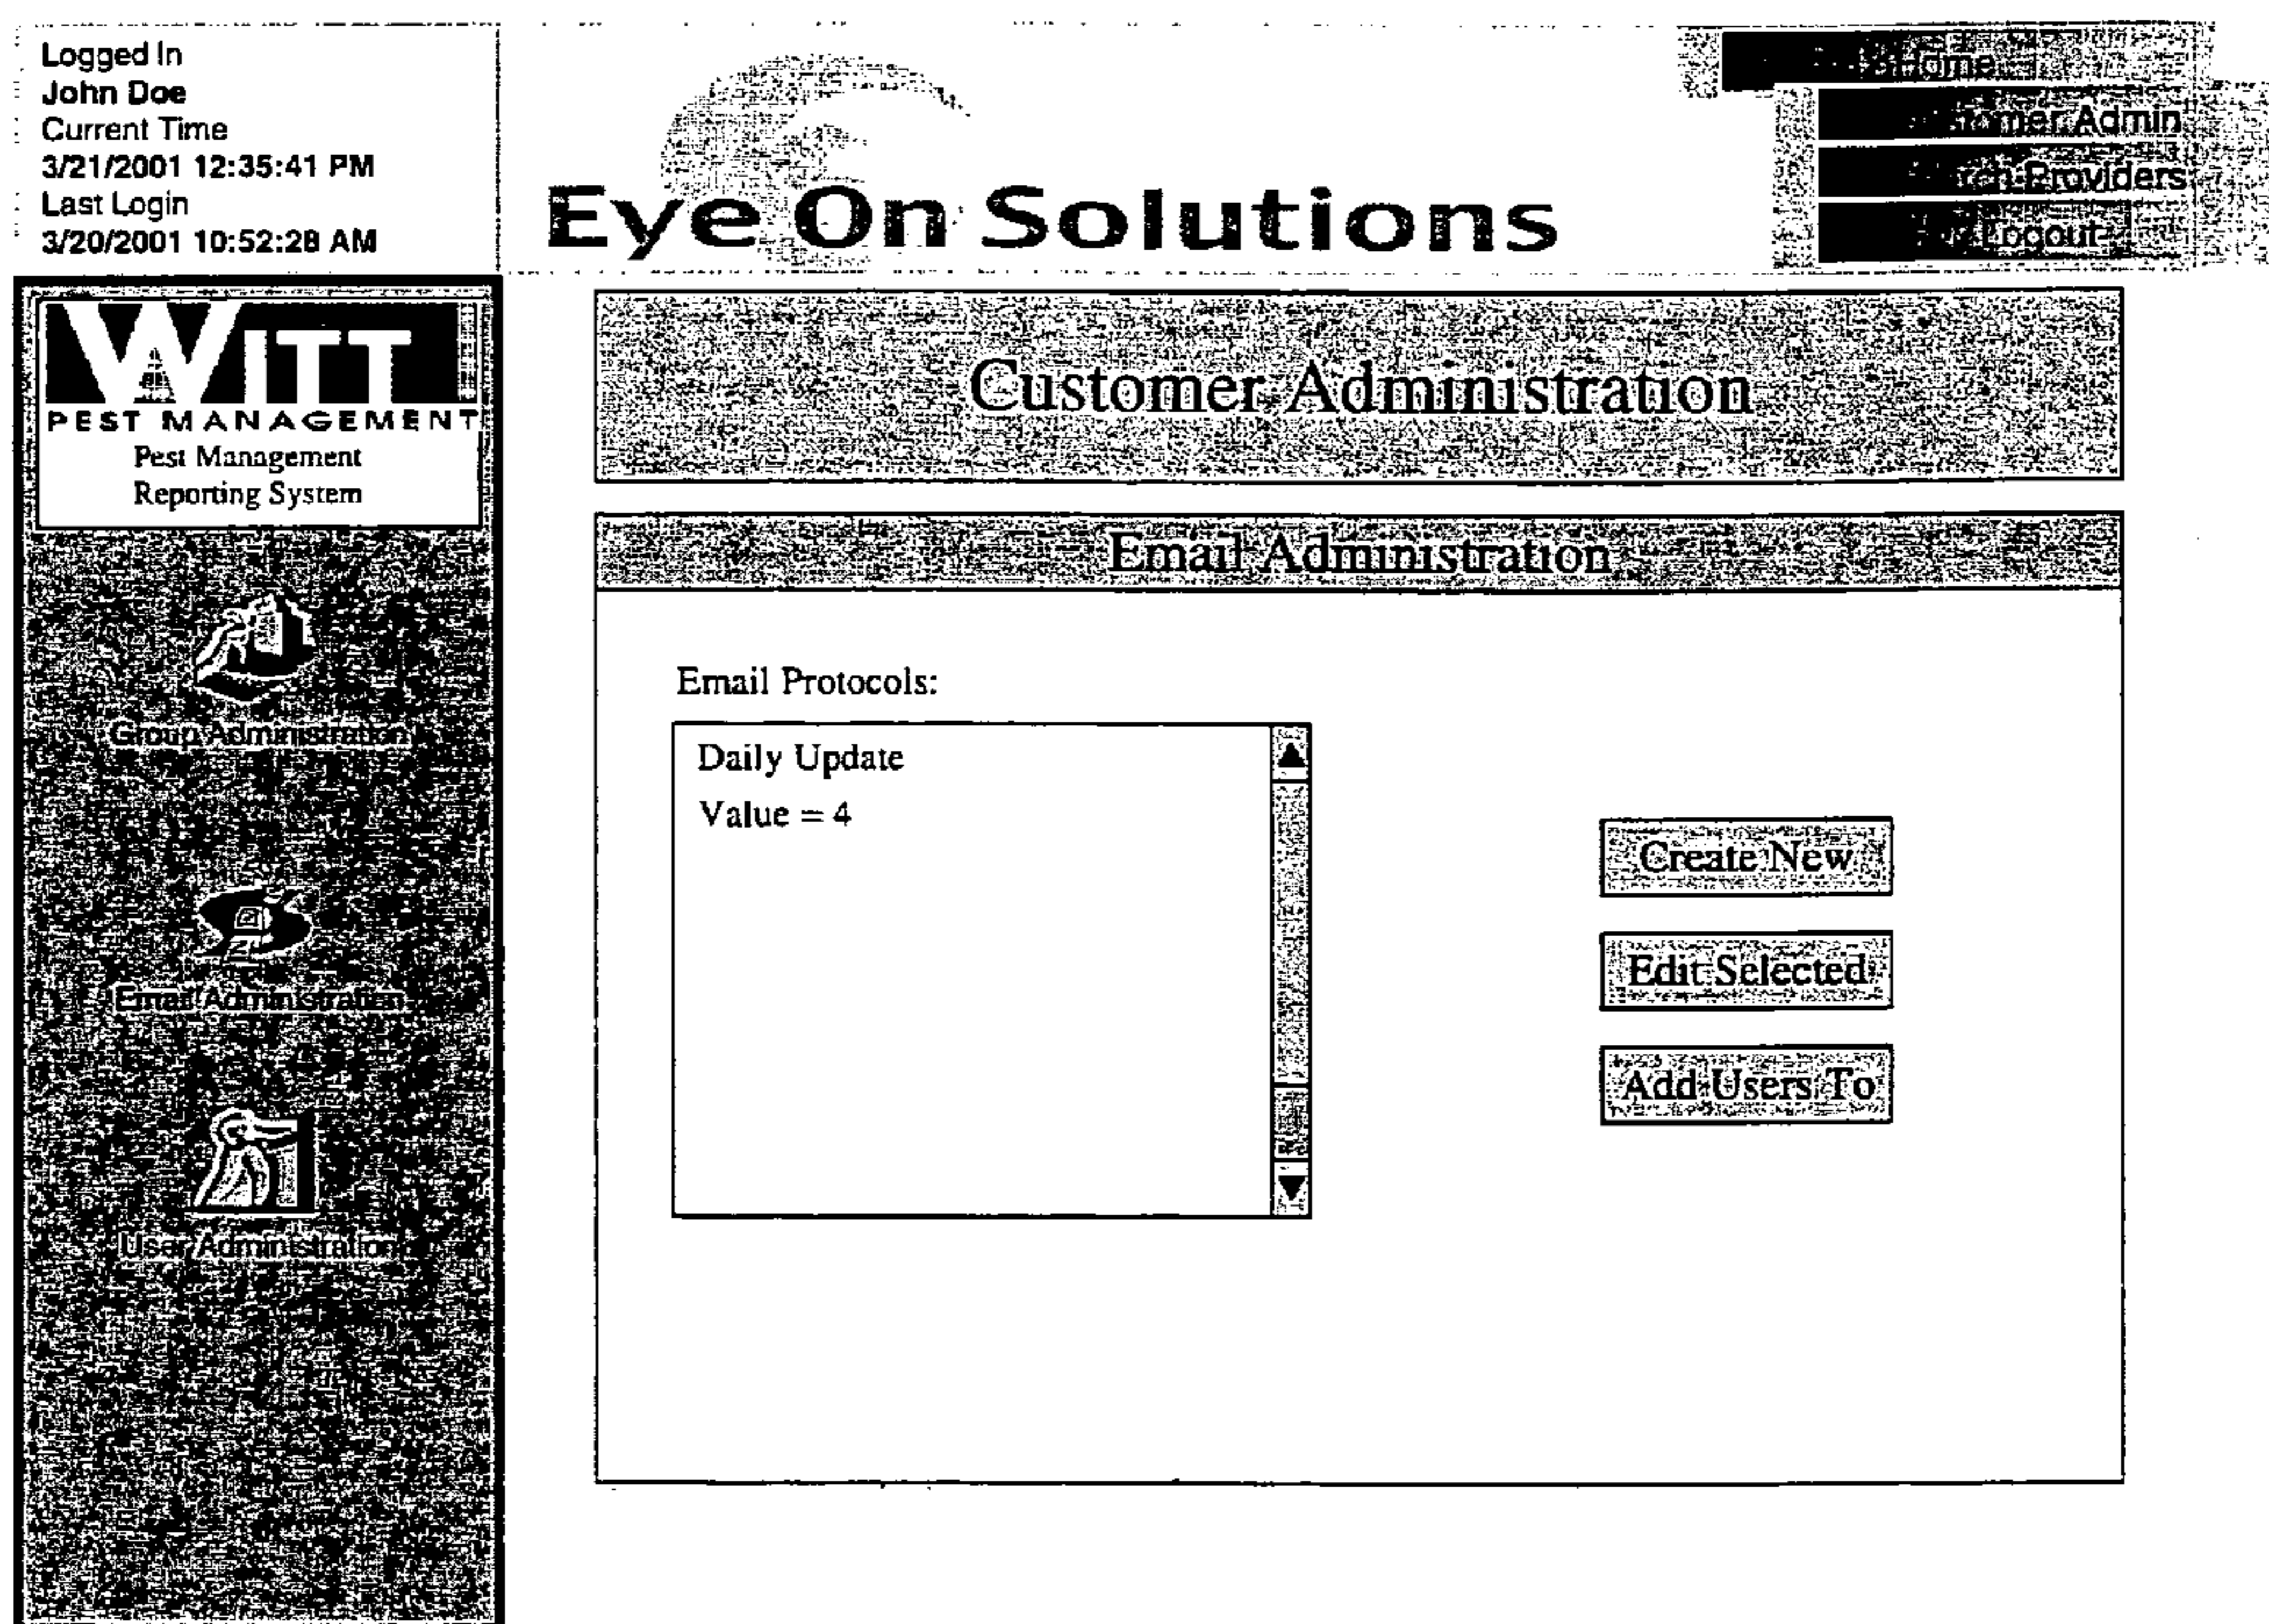 Logged In
John Doe
Current Time
3/21/2001 12:35:41 PM
Last Login
3/20/2001 10:52:28 AM
Eye On Solutions
Home
Admin
Providers
Logout
WITT
PEST MANAGEMENT
Pest Management
Reporting System
Group Administration
Email Administration
User Administration
Customer Administration
Email Administration
Email Protocols:
Daily Update
Value = 4
Create New
Edit Selected
Add Users To